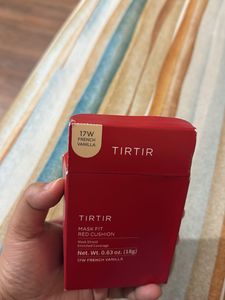 17W
FRENCH
VANILLA
TIRTIR
TIRTIR
MASK FIT
RED CUSHION
Net. Wt. 0.63 oz. (18g)
17W FRENCH VANILLA